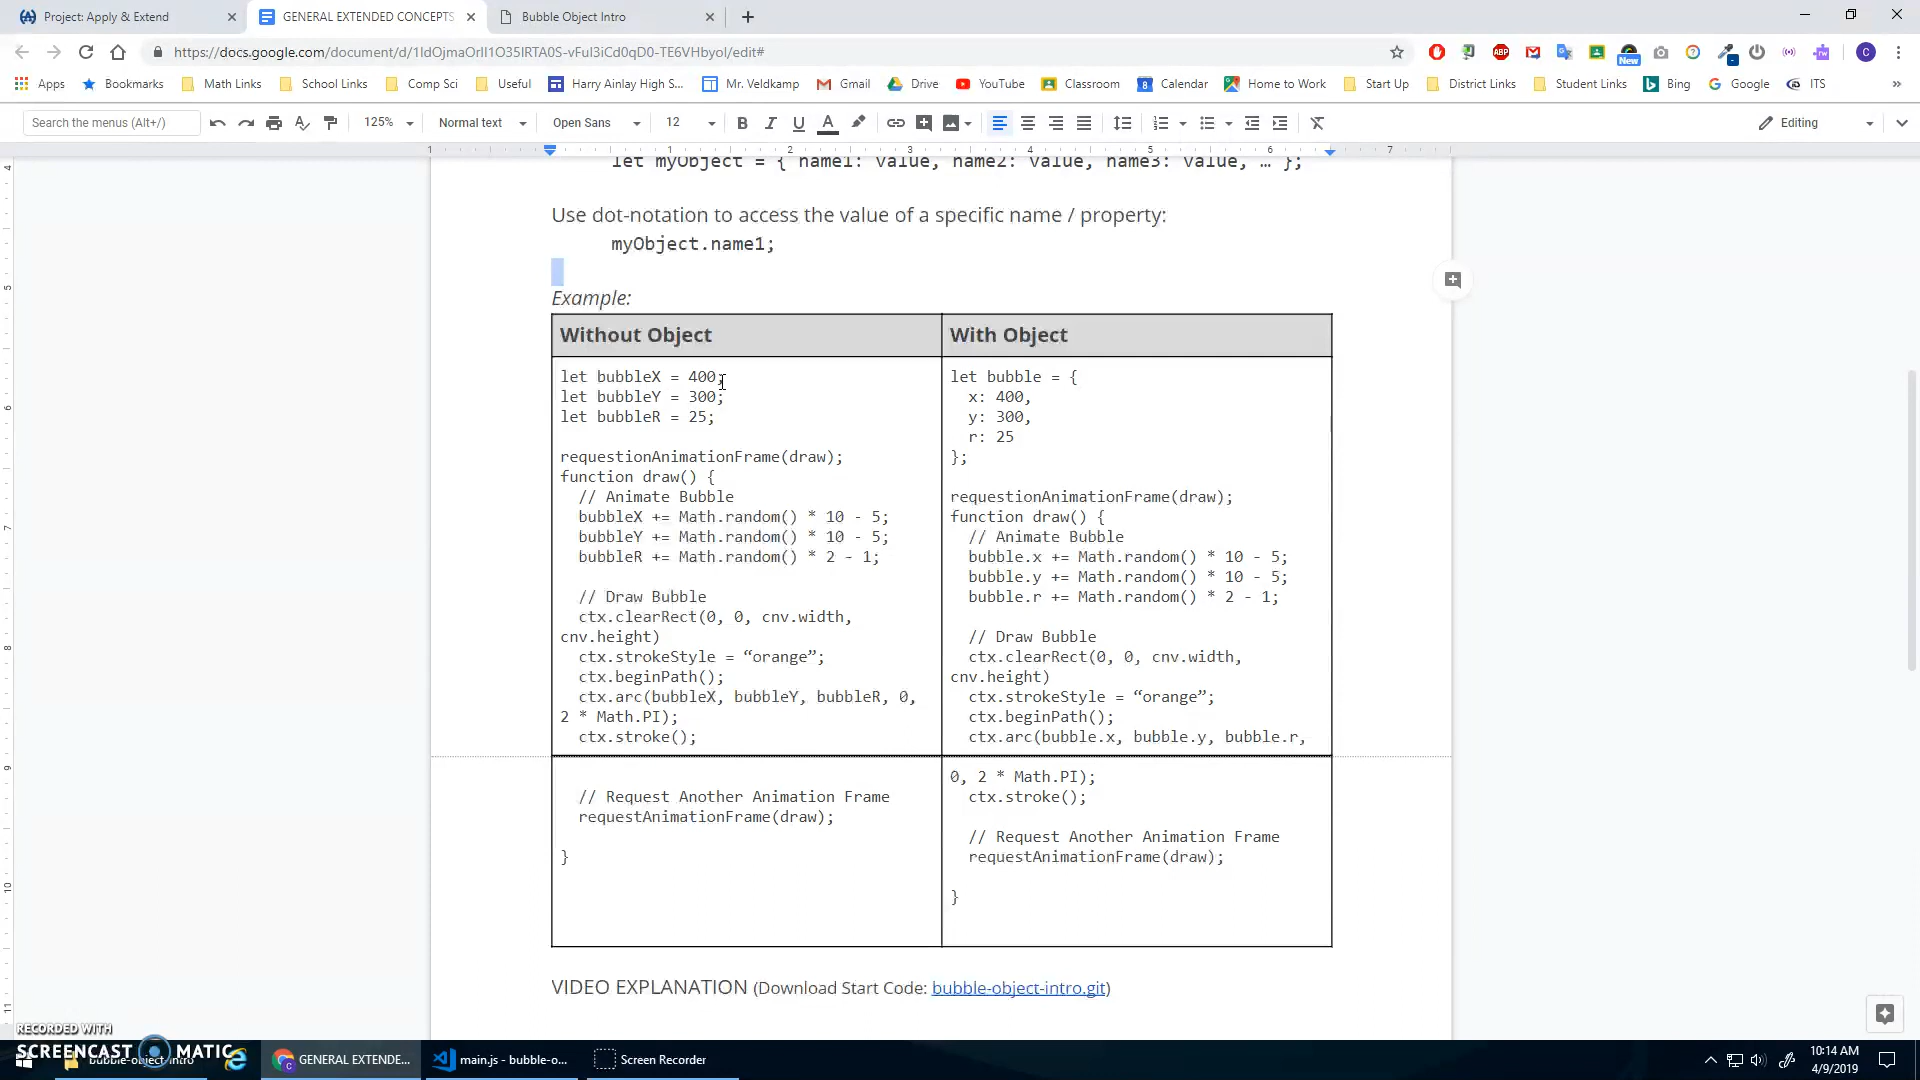 Project: Apply & Extend
GENERAL EXTENDED CONCEPTS
Bubble Object Intro
https://docs.google.com/document/d/1IdOjmaOrII1O35IRTA0S-vFuI3iCd0qD0-TE6VHbyoI/edit#
New
C
Apps
Bookmarks
Math Links
School Links
Comp Sci
Useful
Harry Ainlay High S...
Mr. Veldkamp
Gmail
Drive
YouTube
Classroom
Calendar
Home to Work
Start Up
District Links
Student Links
Bing
Google
ITS
Search the menus (Alt+/)
125%
Normal text
Open Sans
12
Editing
let myObject = { name1: value, name2: value, name3: value, … };
Use dot-notation to access the value of a specific name / property:
myObject.name1;
Example:
Without Object
let bubbleX = 400;
let bubbleY = 300;
let bubbleR = 25;
requestionAnimationFrame(draw);
function draw() {
// Animate Bubble
bubbleX += Math.random() * 10 - 5;
bubbleY += Math.random() * 10 - 5;
bubbleR += Math.random() * 2 - 1;
// Draw Bubble
ctx.clearRect(0, 0, cnv.width,
cnv.height)
ctx.strokeStyle = “orange”;
ctx.beginPath();
ctx.arc(bubbleX, bubbleY, bubbleR, 0,
2 * Math.PI);
ctx.stroke();
// Request Another Animation Frame
requestAnimationFrame(draw);
}
With Object
let bubble = {
x: 400,
y: 300,
r: 25
};
requestionAnimationFrame(draw);
function draw() {
// Animate Bubble
bubble.x += Math.random() * 10 - 5;
bubble.y += Math.random() * 10 - 5;
bubble.r += Math.random() * 2 - 1;
// Draw Bubble
ctx.clearRect(0, 0, cnv.width,
cnv.height)
ctx.strokeStyle = “orange”;
ctx.beginPath();
ctx.arc(bubble.x, bubble.y, bubble.r,
0, 2 * Math.PI);
ctx.stroke();
// Request Another Animation Frame
requestAnimationFrame(draw);
}
VIDEO EXPLANATION (Download Start Code: bubble-object-intro.git)
RECORDED WITH
SCREENCAST MATIC
bubble-object-intro
GENERAL EXTENDE...
main.js - bubble-o...
Screen Recorder
10:14 AM
4/9/2019